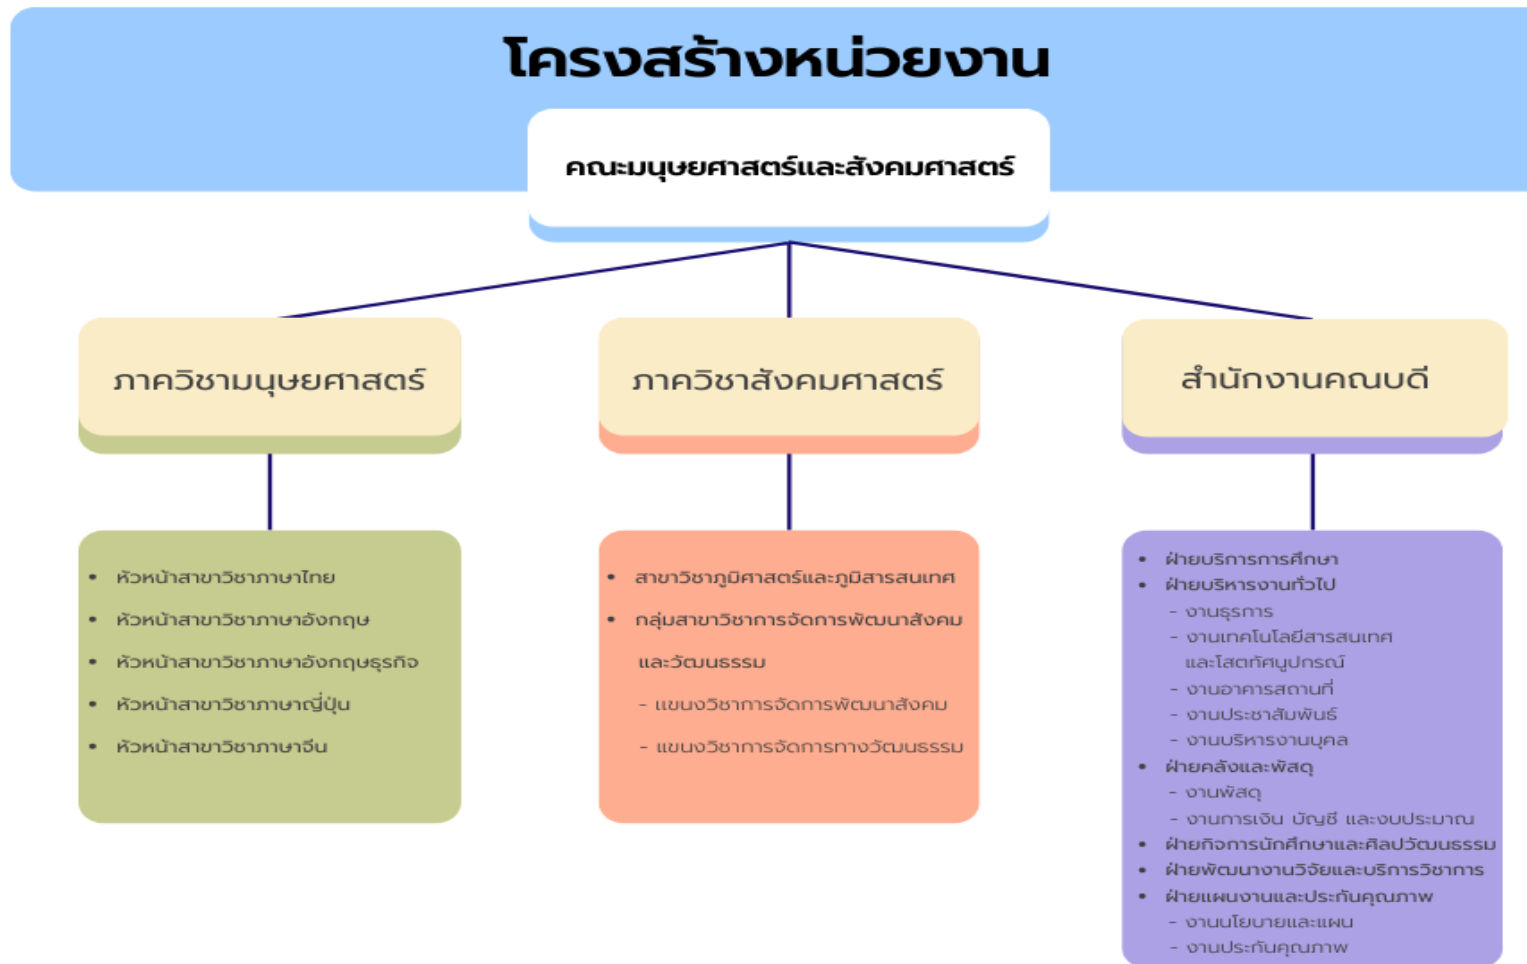 โครงสร้างหน่วยงาน
คณะมนุษยศาสตร์และสังคมศาสตร์
ภาควิชามนุษยศาสตร์
ภาควิชาสังคมศาสตร์
สำนักงานคณบดี
• หัวหน้าสาขาวิชาภาษาไทย
• หัวหน้าสาขาวิชาภาษาอังกฤษ
• หัวหน้าสาขาวิชาภาษาอังกฤษธุรกิจ
• หัวหน้าสาขาวิชาภาษาญี่ปุ่น
• หัวหน้าสาขาวิชาภาษาจีน
• สาขาวิชาภูมิศาสตร์และภูมิสารสนเทศ
• กลุ่มสาขาวิชาการจัดการพัฒนาสังคม
และวัฒนธรรม
- แขนงวิชาการจัดการพัฒนาสังคม
- แขนงวิชาการจัดการทางวัฒนธรรม
• ฝ่ายบริการการศึกษา
• ฝ่ายบริหารงานทั่วไป
- งานธุรการ
- งานเทคโนโลยีสารสนเทศ
และโสตทัศนูปกรณ์
- งานอาคารสถานที่
- งานประชาสัมพันธ์
- งานบริหารงานบุคล
• ฝ่ายคลังและพัสดุ
- งานพัสดุ
- งานการเงิน บัญชี และงบประมาณ
• ฝ่ายกิจการนักศึกษาและศิลปวัฒนธรรม
• ฝ่ายพัฒนางานวิจัยและบริการวิชาการ
• ฝ่ายแผนงานและประกันคุณภาพ
- งานนโยบายและแผน
- งานประกันคุณภาพ